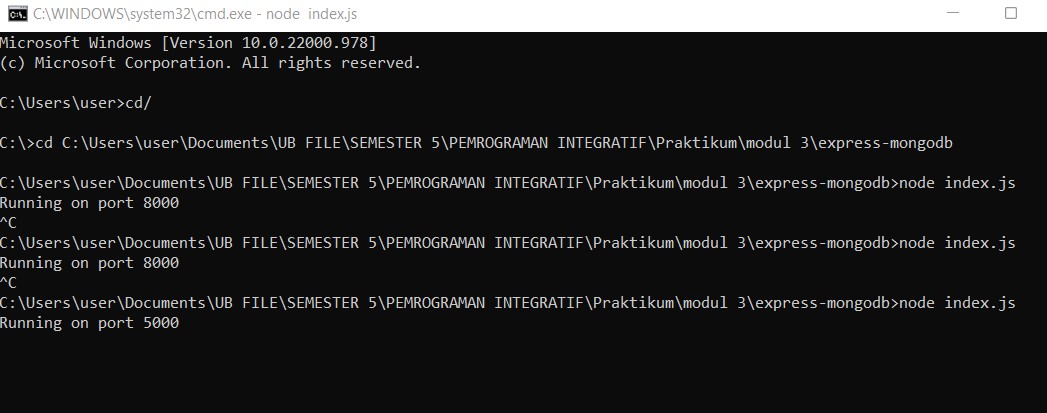 C:\WINDOWS\system32\cmd.exe - node  index.js
Microsoft Windows [Version 10.0.22000.978]
(c) Microsoft Corporation. All rights reserved.
C:\Users\user>cd/
C:\>cd C:\Users\user\Documents\UB FILE\SEMESTER 5\PEMROGRAMAN INTEGRATIF\Praktikum\modul 3\express-mongodb
C:\Users\user\Documents\UB FILE\SEMESTER 5\PEMROGRAMAN INTEGRATIF\Praktikum\modul 3\express-mongodb>node index.js
Running on port 8000
^C
C:\Users\user\Documents\UB FILE\SEMESTER 5\PEMROGRAMAN INTEGRATIF\Praktikum\modul 3\express-mongodb>node index.js
Running on port 8000
^C
C:\Users\user\Documents\UB FILE\SEMESTER 5\PEMROGRAMAN INTEGRATIF\Praktikum\modul 3\express-mongodb>node index.js
Running on port 5000